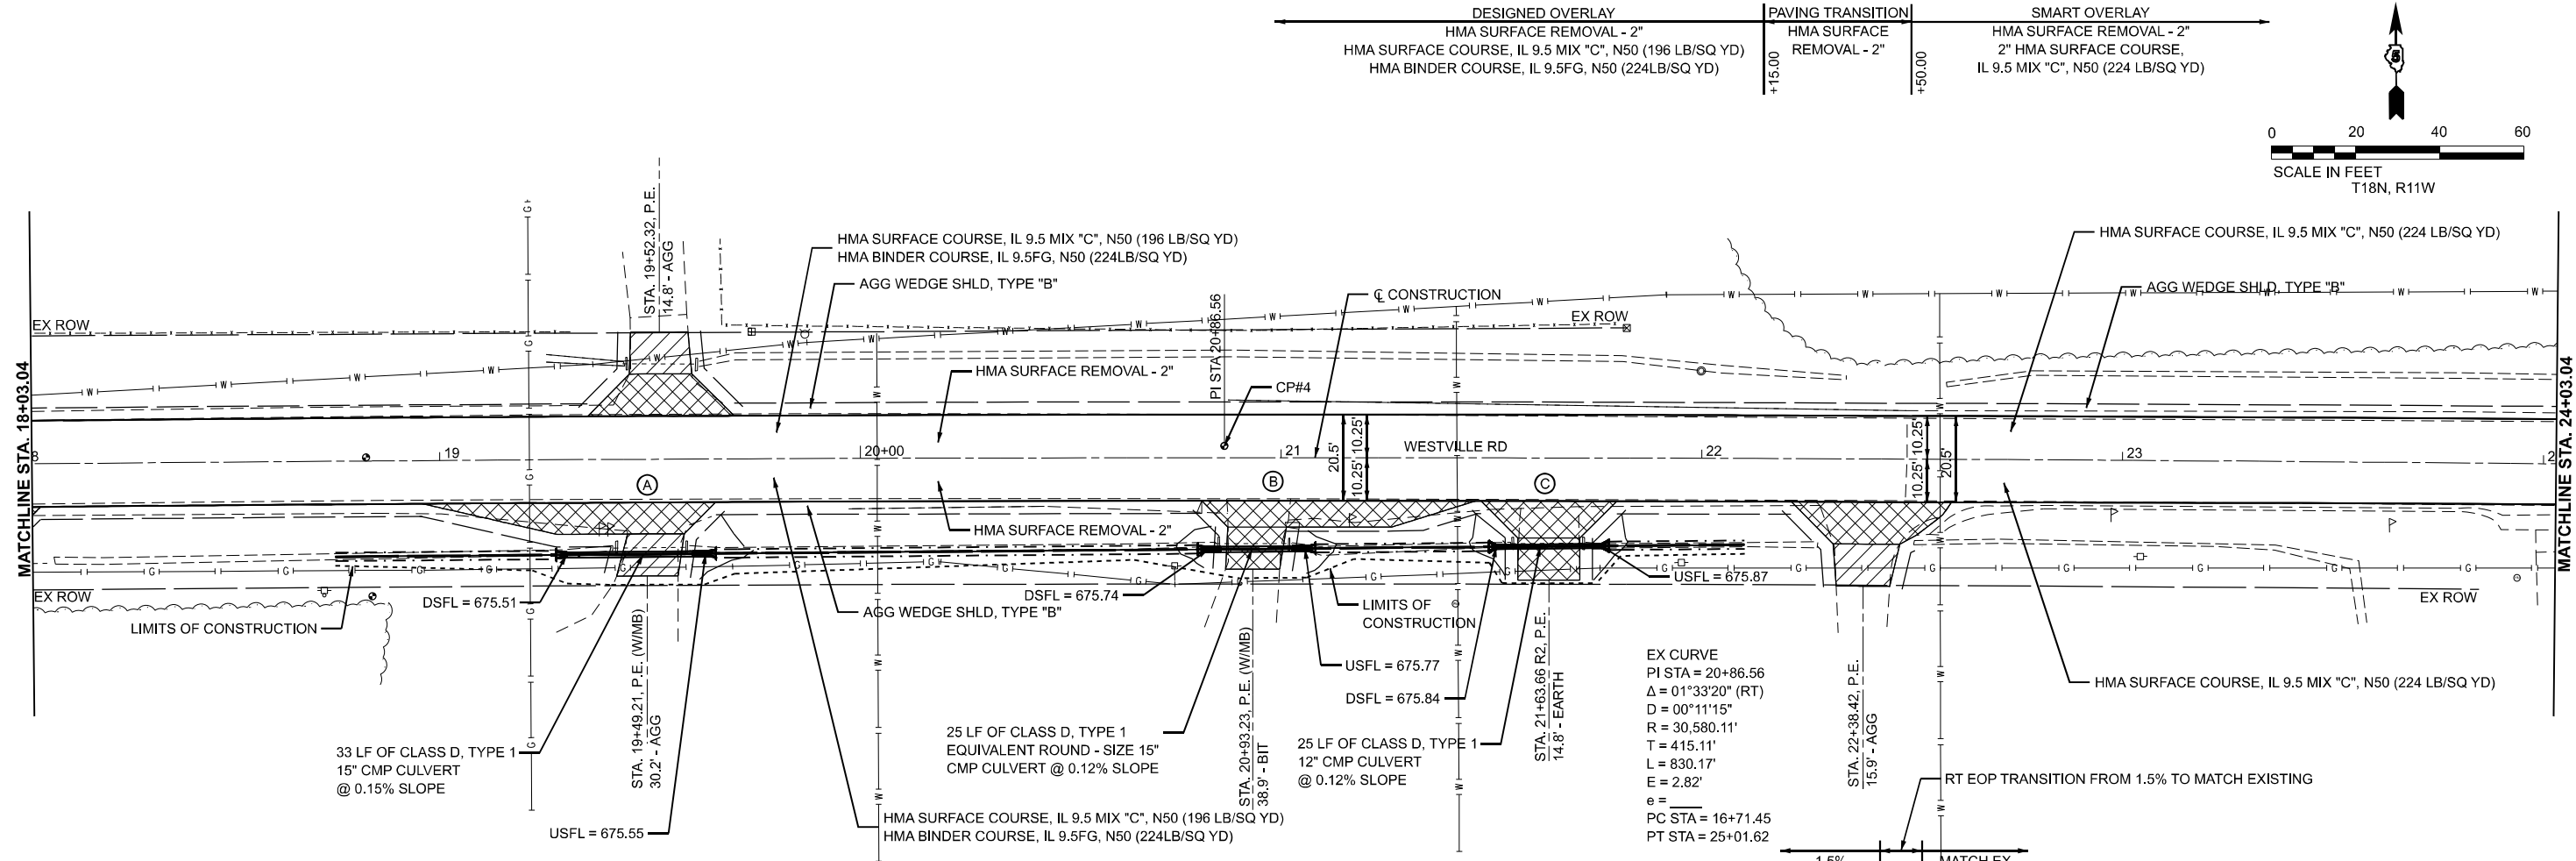 DESIGNED OVERLAY
HMA SURFACE REMOVAL - 2"
HMA SURFACE COURSE, IL 9.5 MIX "C", N50 (196 LB/SQ YD)
HMA BINDER COURSE, IL 9.5FG, N50 (224LB/SQ YD)
PAVING TRANSITION
HMA SURFACE
REMOVAL - 2"
+15.00
+50.00
SMART OVERLAY
HMA SURFACE REMOVAL - 2"
2" HMA SURFACE COURSE,
IL 9.5 MIX "C", N50 (224 LB/SQ YD)
5
0 20 40 60
SCALE IN FEET
T18N, R11W
MATCHLINE STA. 18+03.04
EX ROW
STA. 19+52.32, P.E.
14.8' - AGG
HMA SURFACE COURSE, IL 9.5 MIX "C", N50 (196 LB/SQ YD)
HMA BINDER COURSE, IL 9.5FG, N50 (224LB/SQ YD)
AGG WEDGE SHLD, TYPE "B"
HMA SURFACE REMOVAL - 2"
PI STA 20+86.56
CP#4
℄ CONSTRUCTION
EX ROW
HMA SURFACE COURSE, IL 9.5 MIX "C", N50 (224 LB/SQ YD)
AGG WEDGE SHLD, TYPE "B"
MATCHLINE STA. 24+03.04
8
19
20+00
21
WESTVILLE RD
22
23
2
20.5'
10.25' 10.25'
10.25' 10.25'
20.5'
A
B
C
HMA SURFACE REMOVAL - 2"
EX ROW
LIMITS OF CONSTRUCTION
DSFL = 675.51
AGG WEDGE SHLD, TYPE "B"
DSFL = 675.74
LIMITS OF
CONSTRUCTION
USFL = 675.87
EX ROW
USFL = 675.77
DSFL = 675.84
33 LF OF CLASS D, TYPE 1
15" CMP CULVERT
@ 0.15% SLOPE
USFL = 675.55
STA. 19+49.21, P.E. (W/MB)
30.2' - AGG
HMA SURFACE COURSE, IL 9.5 MIX "C", N50 (196 LB/SQ YD)
HMA BINDER COURSE, IL 9.5FG, N50 (224LB/SQ YD)
25 LF OF CLASS D, TYPE 1
EQUIVALENT ROUND - SIZE 15"
CMP CULVERT @ 0.12% SLOPE
STA. 20+93.23, P.E. (W/MB)
38.9' - BIT
25 LF OF CLASS D, TYPE 1
12" CMP CULVERT
@ 0.12% SLOPE
STA. 21+63.66 R2, P.E.
14.8' - EARTH
EX CURVE
PI STA = 20+86.56
Δ = 01°33'20" (RT)
D = 00°11'15"
R = 30,580.11'
T = 415.11'
L = 830.17'
E = 2.82'
e = ____
PC STA = 16+71.45
PT STA = 25+01.62
STA. 22+38.42, P.E.
15.9' - AGG
HMA SURFACE COURSE, IL 9.5 MIX "C", N50 (224 LB/SQ YD)
RT EOP TRANSITION FROM 1.5% TO MATCH EXISTING
1.5%
MATCH EX